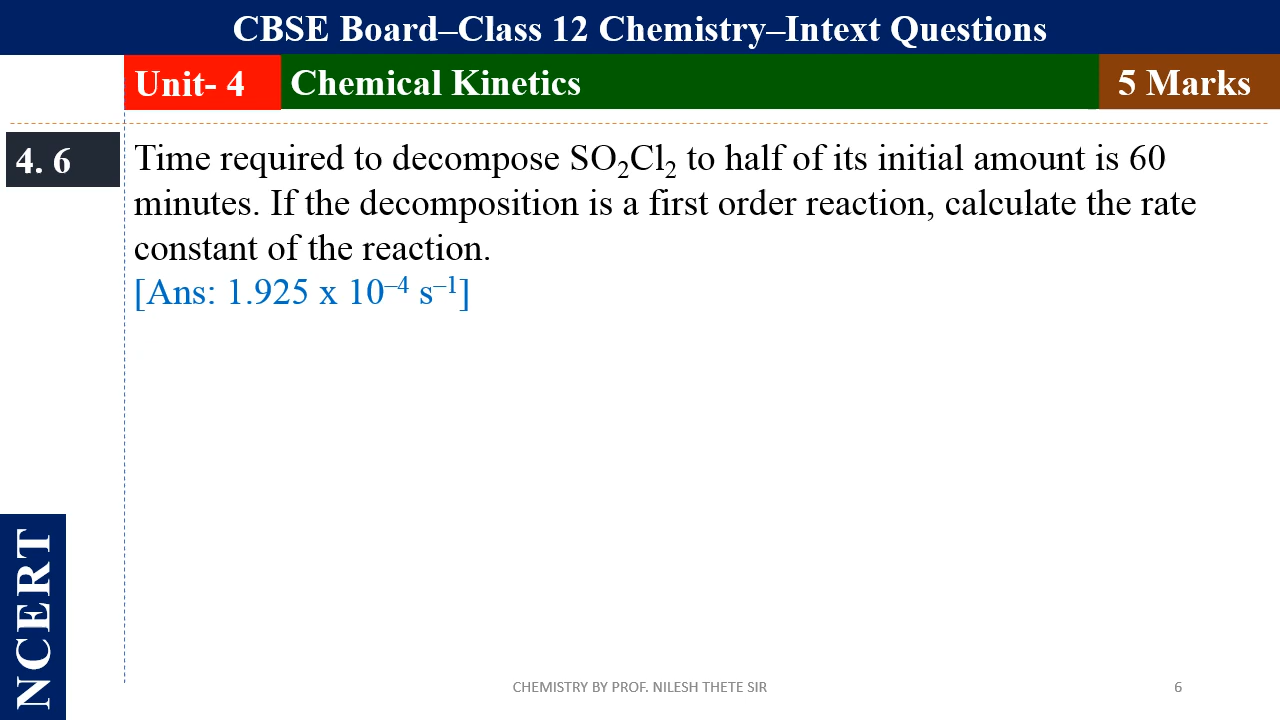 CBSE Board–Class 12 Chemistry–Intext Questions
Unit- 4 Chemical Kinetics 5 Marks
4. 6
Time required to decompose SO₂Cl₂ to half of its initial amount is 60
minutes. If the decomposition is a first order reaction, calculate the rate
constant of the reaction.
[Ans: 1.925 x 10⁻⁴ s⁻¹]
NCERT
CHEMISTRY BY PROF. NILESH THETE SIR 6